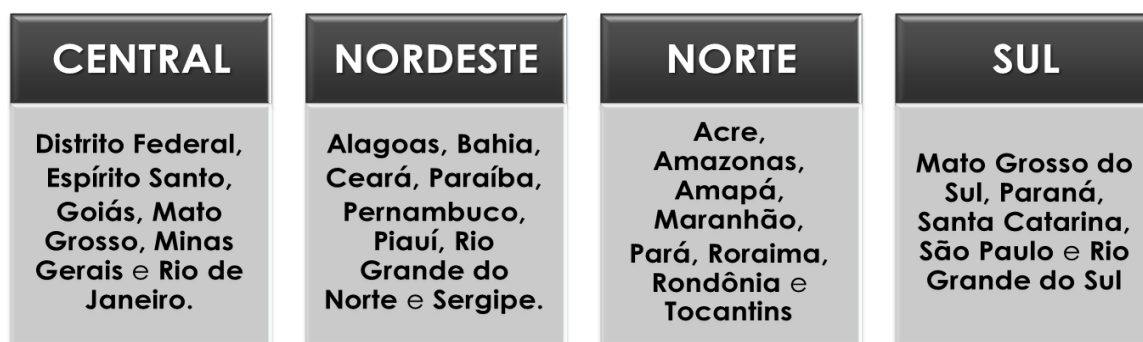 CENTRAL
Distrito Federal,
Espírito Santo,
Goiás, Mato
Grosso, Minas
Gerais e Rio de
Janeiro.
NORDESTE
Alagoas, Bahia,
Ceará, Paraíba,
Pernambuco,
Piauí, Rio
Grande do
Norte e Sergipe.
NORTE
Acre,
Amazonas,
Amapá,
Maranhão,
Pará, Roraima,
Rondônia e
Tocantins
SUL
Mato Grosso do
Sul, Paraná,
Santa Catarina,
São Paulo e Rio
Grande do Sul